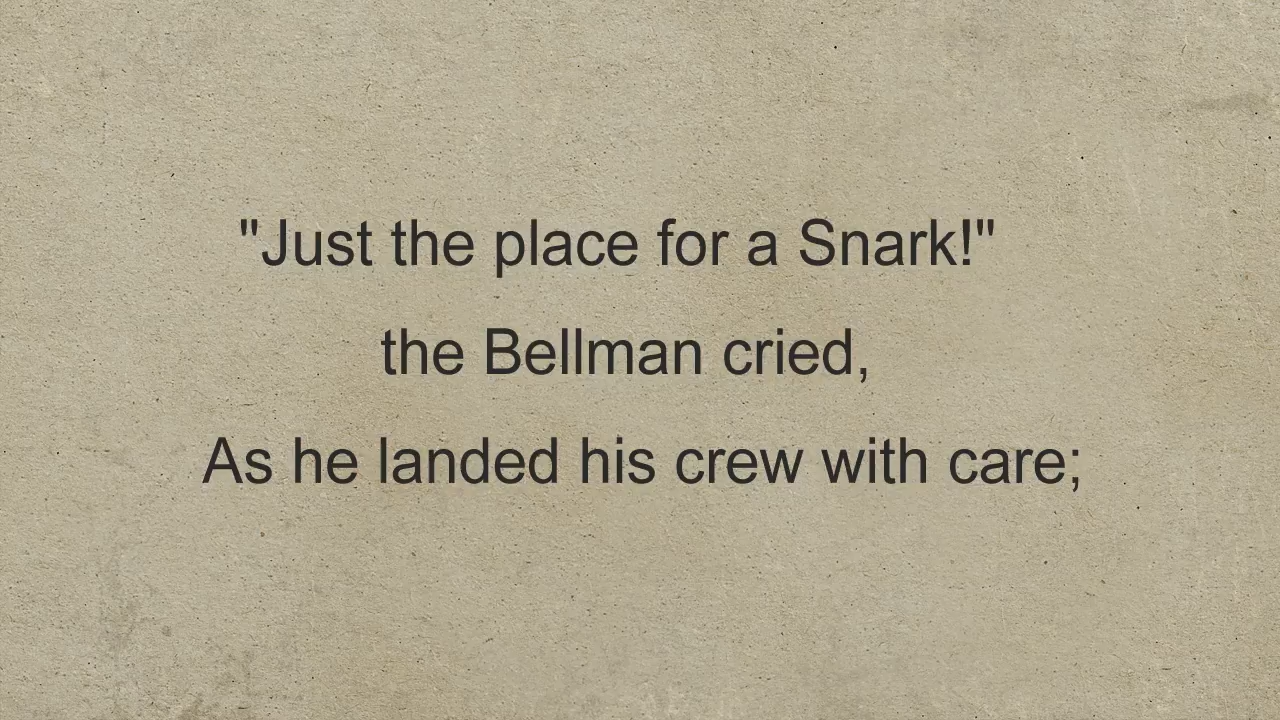 "Just the place for a Snark!"
the Bellman cried,
As he landed his crew with care;